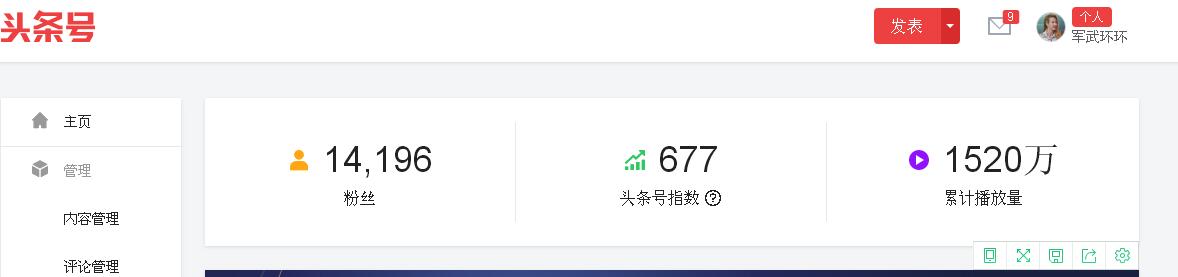 头条号
发表
9
个人
军武环环
主页
管理
内容管理
评论管理
14,196
粉丝
677
头条号指数
1520万
累计播放量